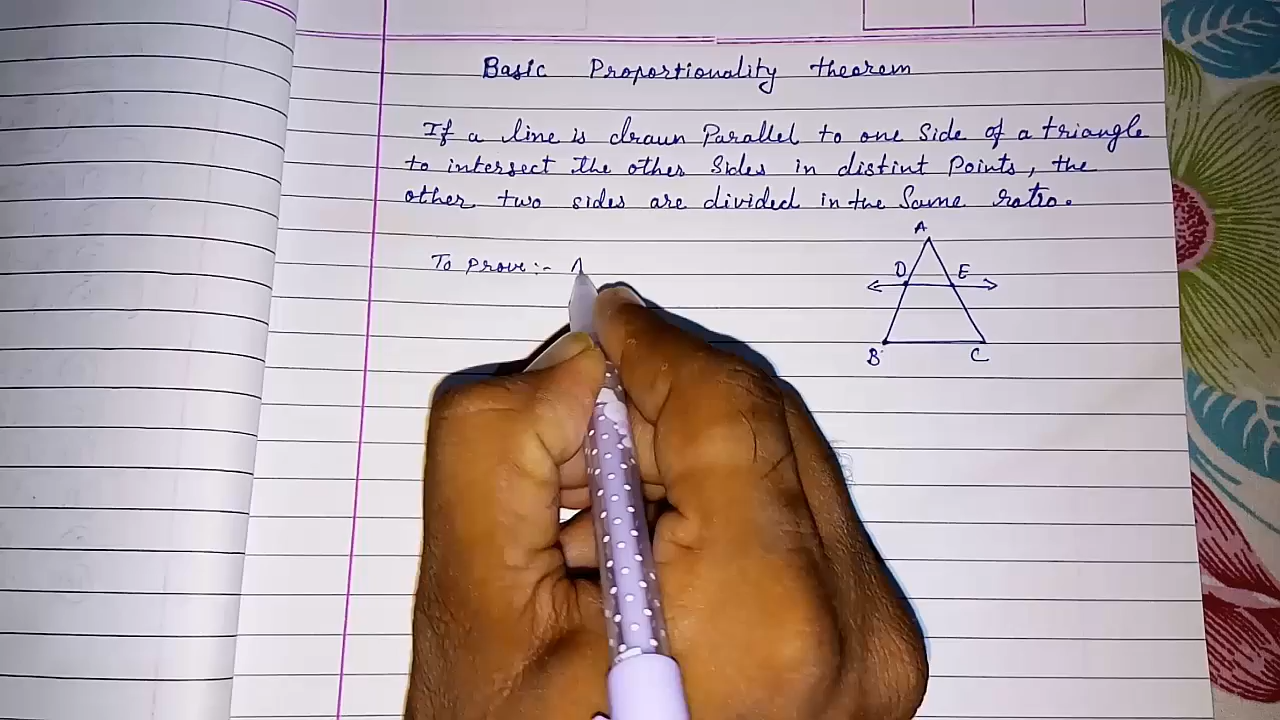 Basic Proportionality theorem
If a line is drawn Parallel to one Side of a triangle
to intersect the other Sides in distint Points, the
other two sides are divided in the Same ratio.
A
To Prove:- A
D E
B C